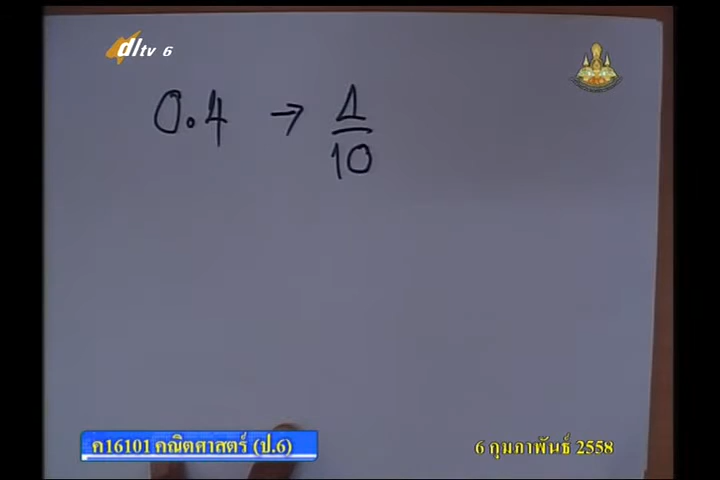 dltv 6
0.4 → 4/10
ค16101 คณิตศาสตร์ (ป.6)
6 กุมภาพันธ์ 2558